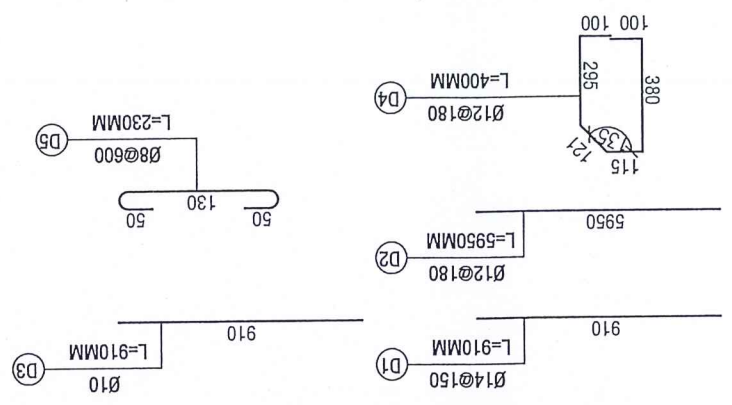 Ø14@150
D1
L=910MM
910
Ø10
D3
L=910MM
910
Ø12@180
D2
L=5950MM
5950
50
130
50
Ø8@600
D5
L=230MM
115
121
135
380
295
100 100
Ø12@180
D4
L=400MM